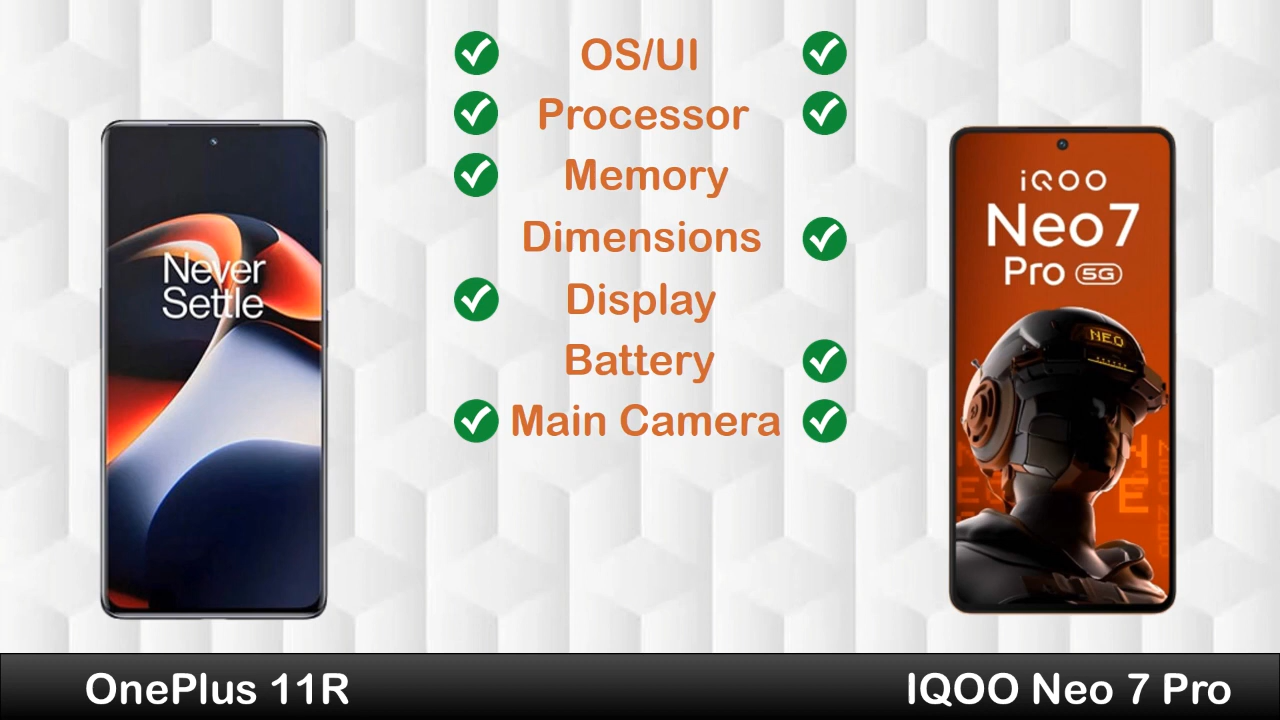 OS/UI
Processor
Memory
Dimensions
Display
Battery
Main Camera
Never
Settle
iQOO
Neo7
Pro 5G
NEO
OnePlus 11R
IQOO Neo 7 Pro